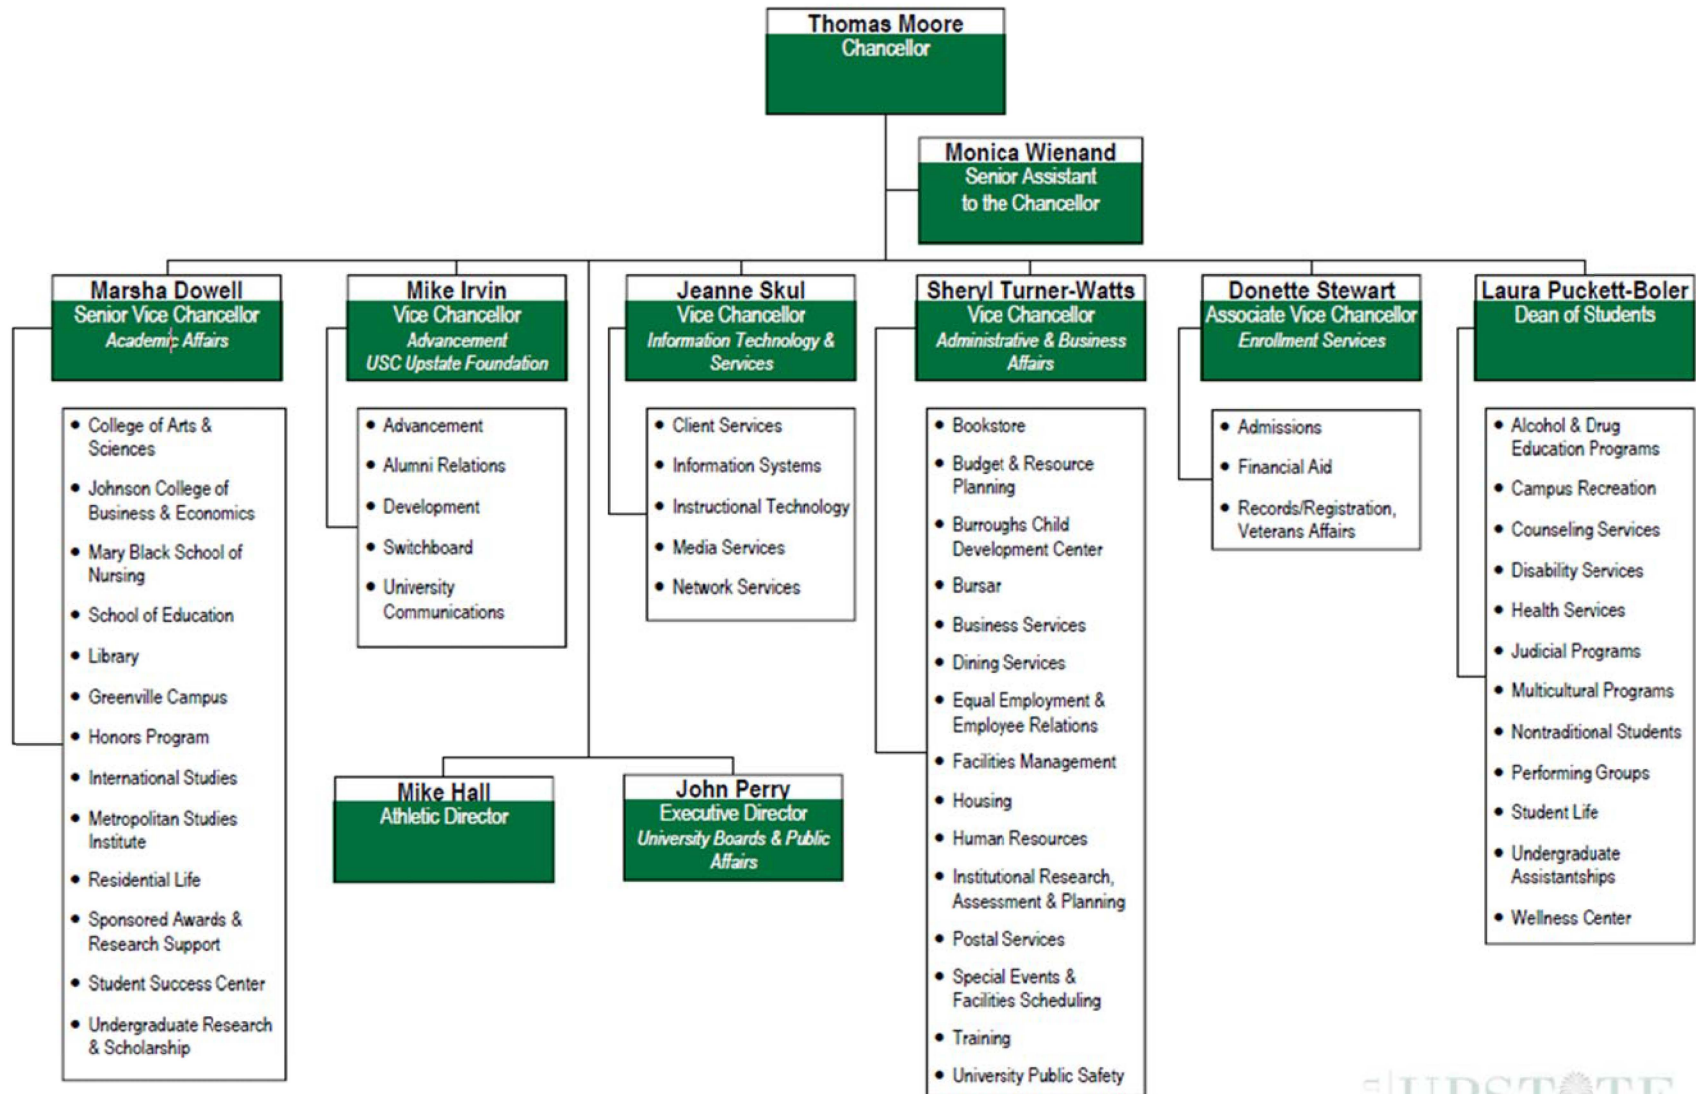 Thomas Moore
Chancellor
Monica Wienand
Senior Assistant
to the Chancellor
Marsha Dowell
Senior Vice Chancellor
Academic Affairs
Mike Irvin
Vice Chancellor
Advancement
USC Upstate Foundation
Jeanne Skul
Vice Chancellor
Information Technology &
Services
Sheryl Turner-Watts
Vice Chancellor
Administrative & Business
Affairs
Donette Stewart
Associate Vice Chancellor
Enrollment Services
Laura Puckett-Boler
Dean of Students
• College of Arts &
Sciences
• Johnson College of
Business & Economics
• Mary Black School of
Nursing
• School of Education
• Library
• Greenville Campus
• Honors Program
• International Studies
• Metropolitan Studies
Institute
• Residential Life
• Sponsored Awards &
Research Support
• Student Success Center
• Undergraduate Research
& Scholarship
• Advancement
• Alumni Relations
• Development
• Switchboard
• University
Communications
• Client Services
• Information Systems
• Instructional Technology
• Media Services
• Network Services
• Bookstore
• Budget & Resource
Planning
• Burroughs Child
Development Center
• Bursar
• Business Services
• Dining Services
• Equal Employment &
Employee Relations
• Facilities Management
• Housing
• Human Resources
• Institutional Research,
Assessment & Planning
• Postal Services
• Special Events &
Facilities Scheduling
• Training
• University Public Safety
• Admissions
• Financial Aid
• Records/Registration,
Veterans Affairs
• Alcohol & Drug
Education Programs
• Campus Recreation
• Counseling Services
• Disability Services
• Health Services
• Judicial Programs
• Multicultural Programs
• Nontraditional Students
• Performing Groups
• Student Life
• Undergraduate
Assistantships
• Wellness Center
Mike Hall
Athletic Director
John Perry
Executive Director
University Boards & Public
Affairs
UPSTATE